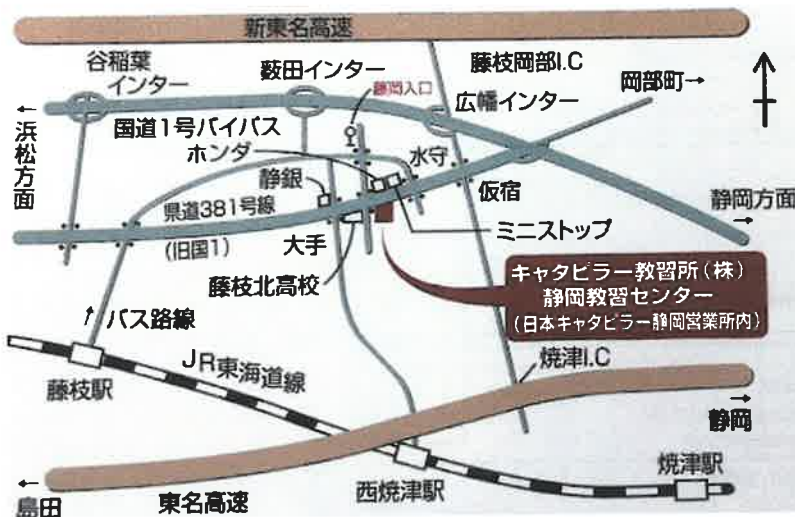 新東名高速
谷稲葉
インター
薮田インター
藤岡入口
藤枝岡部I.C
岡部町→
広幡インター
←
浜松方面
国道1号バイパス
ホンダ
水守
静銀
仮宿
静岡方面
→
県道381号線
(旧国1)
大手
ミニストップ
藤枝北高校
キャタピラー教習所(株)
静岡教習センター
(日本キャタピラー静岡営業所内)
↑バス路線
JR東海道線
藤枝駅
焼津I.C
→
静岡
←
島田
東名高速
西焼津駅
焼津駅